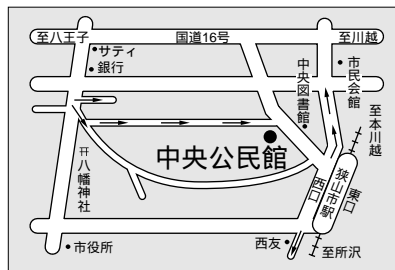 至八王子
国道16号
至川越
サティ
銀行
中央図書館
市民会館
至本川越
中央公民館
八幡神社
西口
狭山市駅
東口
市役所
西友
至所沢